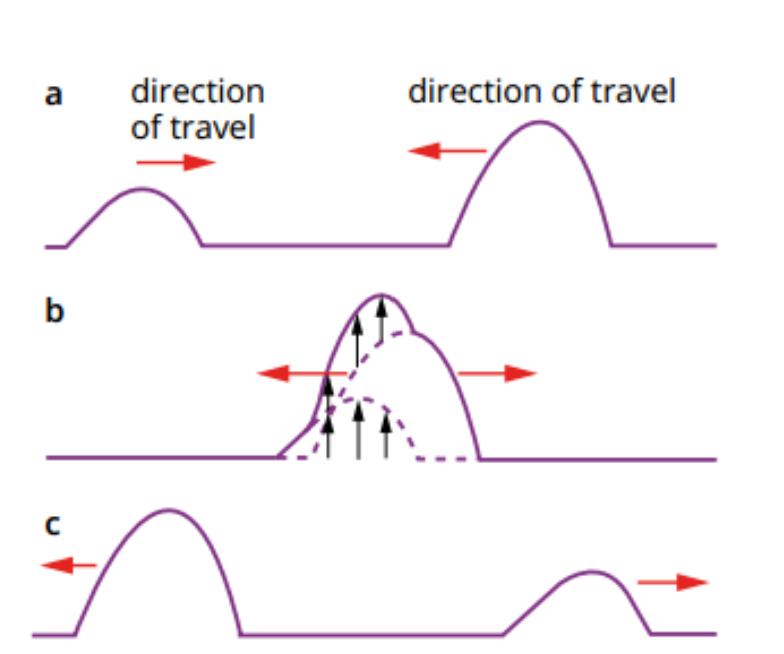 a
direction
of travel
direction of travel
b
c